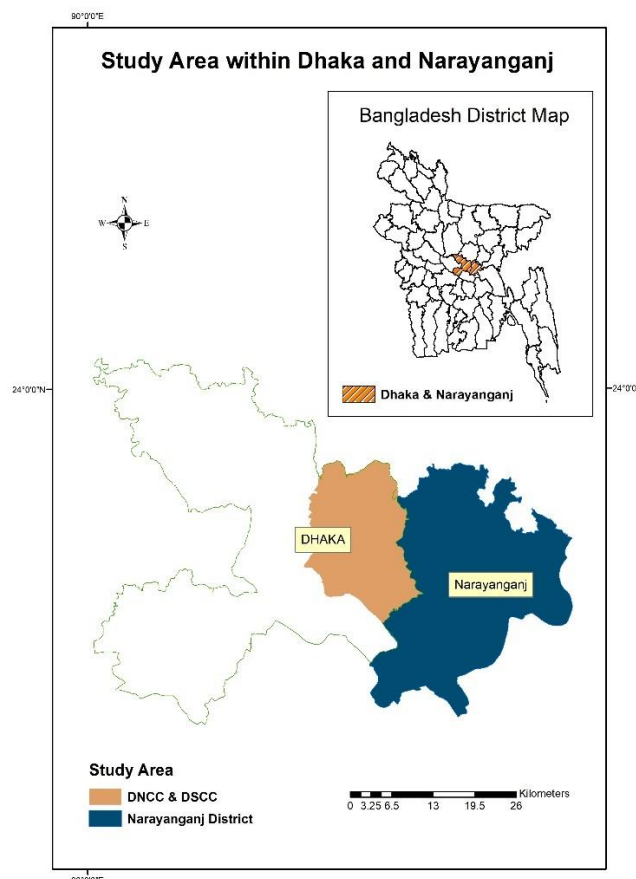 90°0'0"E
Study Area within Dhaka and Narayanganj
Bangladesh District Map
N
W E
S
Dhaka & Narayanganj
24°0'0"N
24°0'0
DHAKA
Narayanganj
Study Area
DNCC & DSCC
Narayanganj District
Kilometers
0 3.25 6.5 13 19.5 26